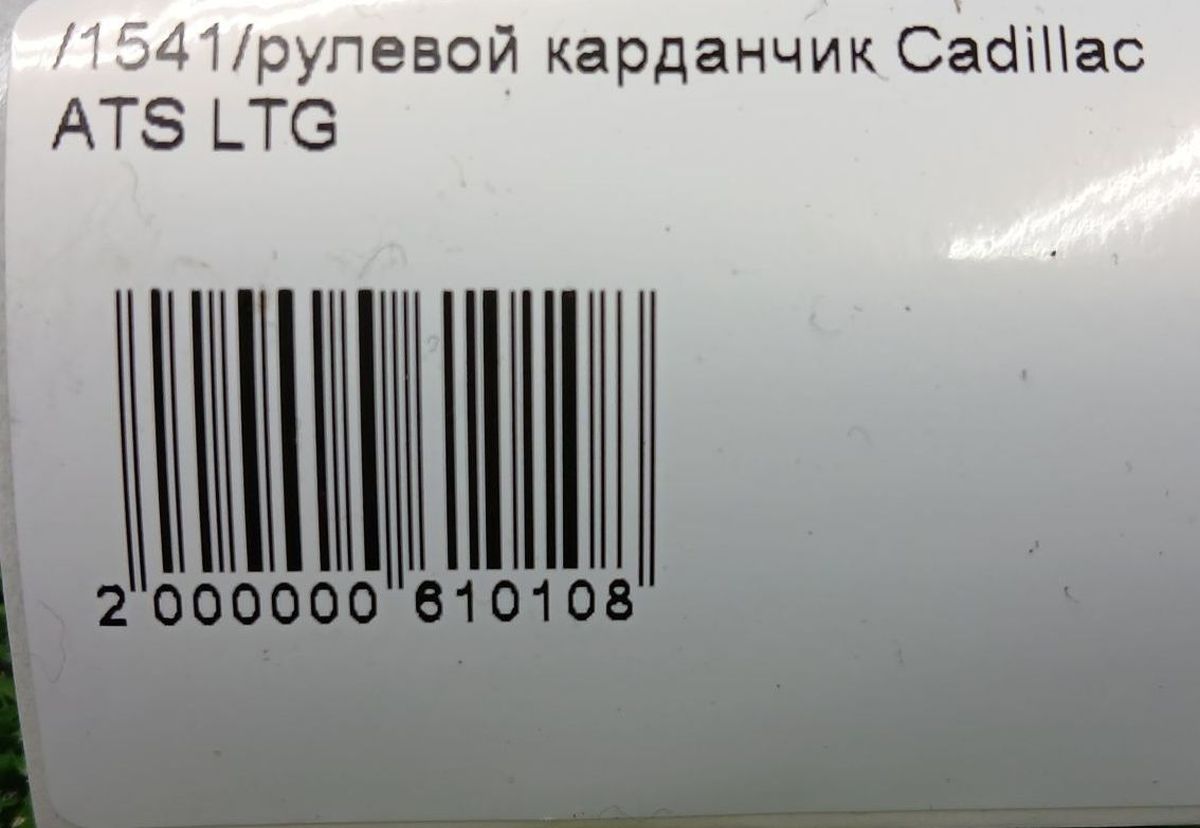 /1541/рулевой карданчик Cadillac
ATS LTG
2 000000 610108